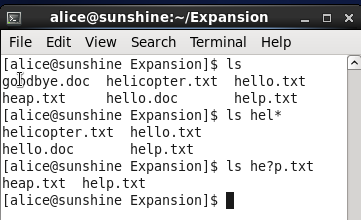 alice@sunshine:~/Expansion
File Edit View Search Terminal Help
[alice@sunshine Expansion]$ ls
goodbye.doc  helicopter.txt  hello.txt
heap.txt     hello.doc       help.txt
[alice@sunshine Expansion]$ ls hel*
helicopter.txt  hello.txt
hello.doc       help.txt
[alice@sunshine Expansion]$ ls he?p.txt
heap.txt  help.txt
[alice@sunshine Expansion]$